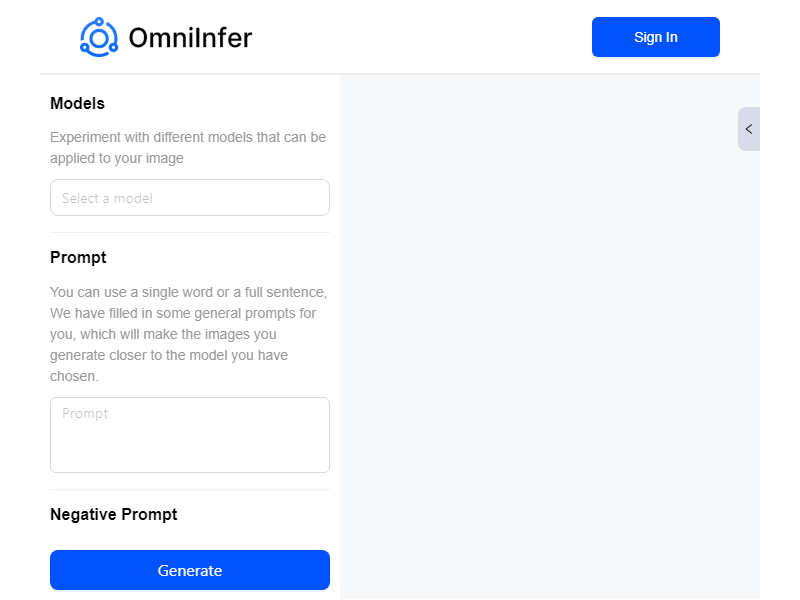 OmniInfer
Sign In
Models
Experiment with different models that can be
applied to your image
Select a model
Prompt
You can use a single word or a full sentence,
We have filled in some general prompts for
you, which will make the images you
generate closer to the model you have
chosen.
Prompt
Negative Prompt
Generate